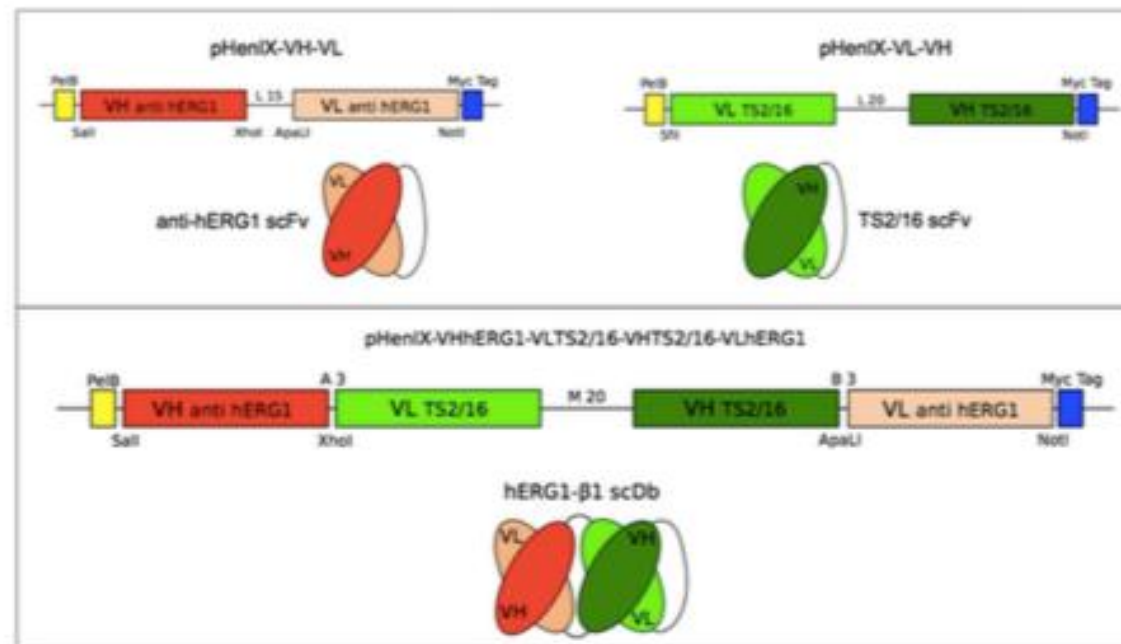 pHenIX-VH-VL
PelB
L 15
Myc Tag
VH anti hERG1
VL anti hERG1
SalI
XhoI
ApaLI
NotI
VL
VH
anti-hERG1 scFv
pHenIX-VL-VH
PelB
L 20
Myc Tag
VL TS2/16
VH TS2/16
SfiI
NotI
VH
VL
TS2/16 scFv
pHenIX-VHhERG1-VLTS2/16-VHTS2/16-VLhERG1
PelB
A 3
M 20
B 3
Myc Tag
VH anti hERG1
VL TS2/16
VH TS2/16
VL anti hERG1
SalI
XhoI
ApaLI
NotI
hERG1-β1 scDb
VL
VH
VH
VL